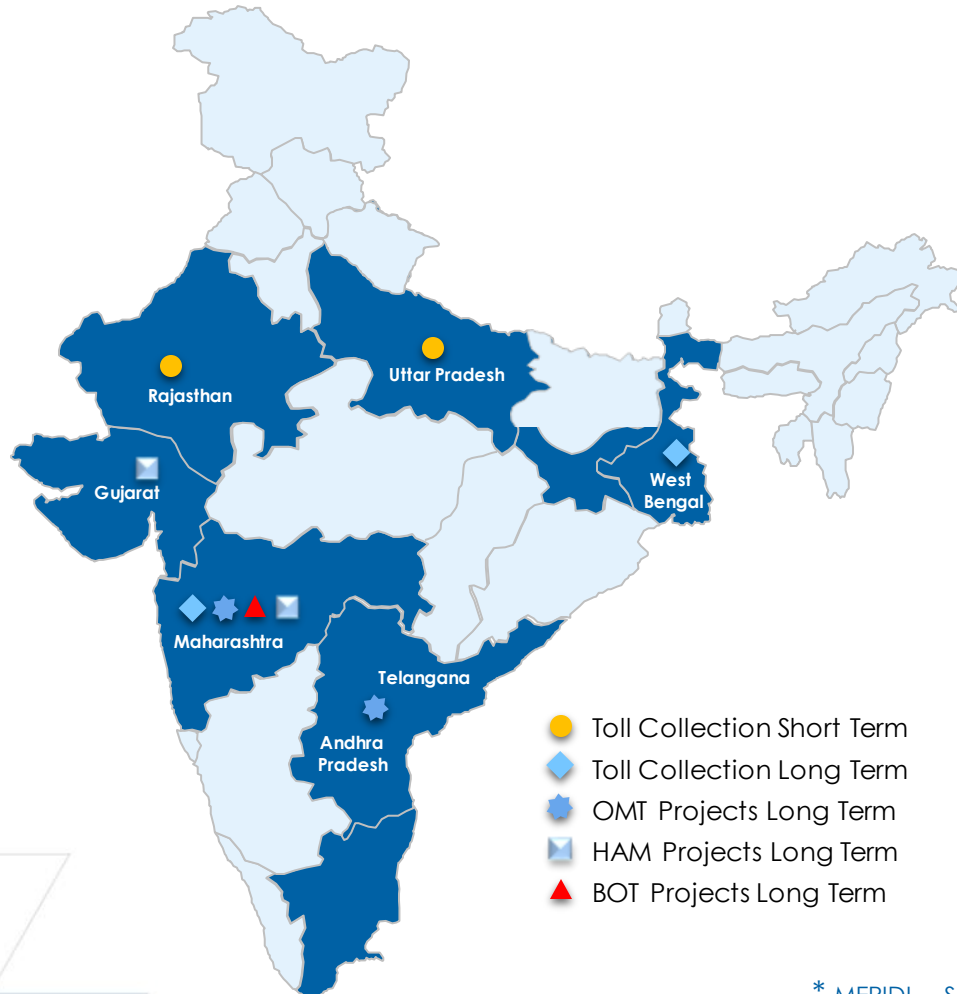 Uttar Pradesh
Rajasthan
West
Bengal
Gujarat
Maharashtra
Telangana
Andhra
Pradesh
Toll Collection Short Term
Toll Collection Long Term
OMT Projects Long Term
HAM Projects Long Term
BOT Projects Long Term
*